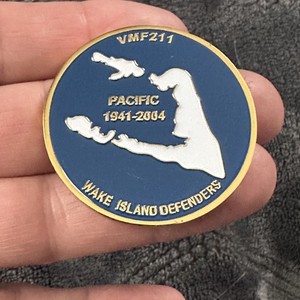 VMF211
PACIFIC
1941-2004
WAKE ISLAND DEFENDERS